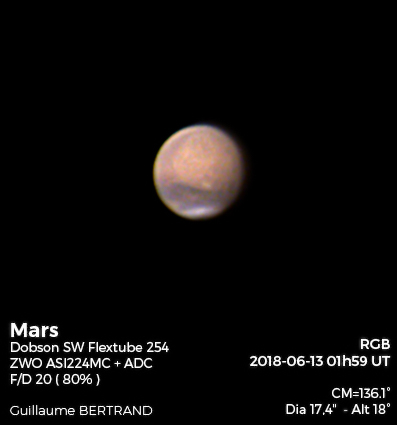 Mars
Dobson SW Flextube 254
ZWO ASI224MC + ADC
F/D 20 ( 80% )
Guillaume BERTRAND
RGB
2018-06-13 01h59 UT
CM=136.1°
Dia 17.4" - Alt 18°